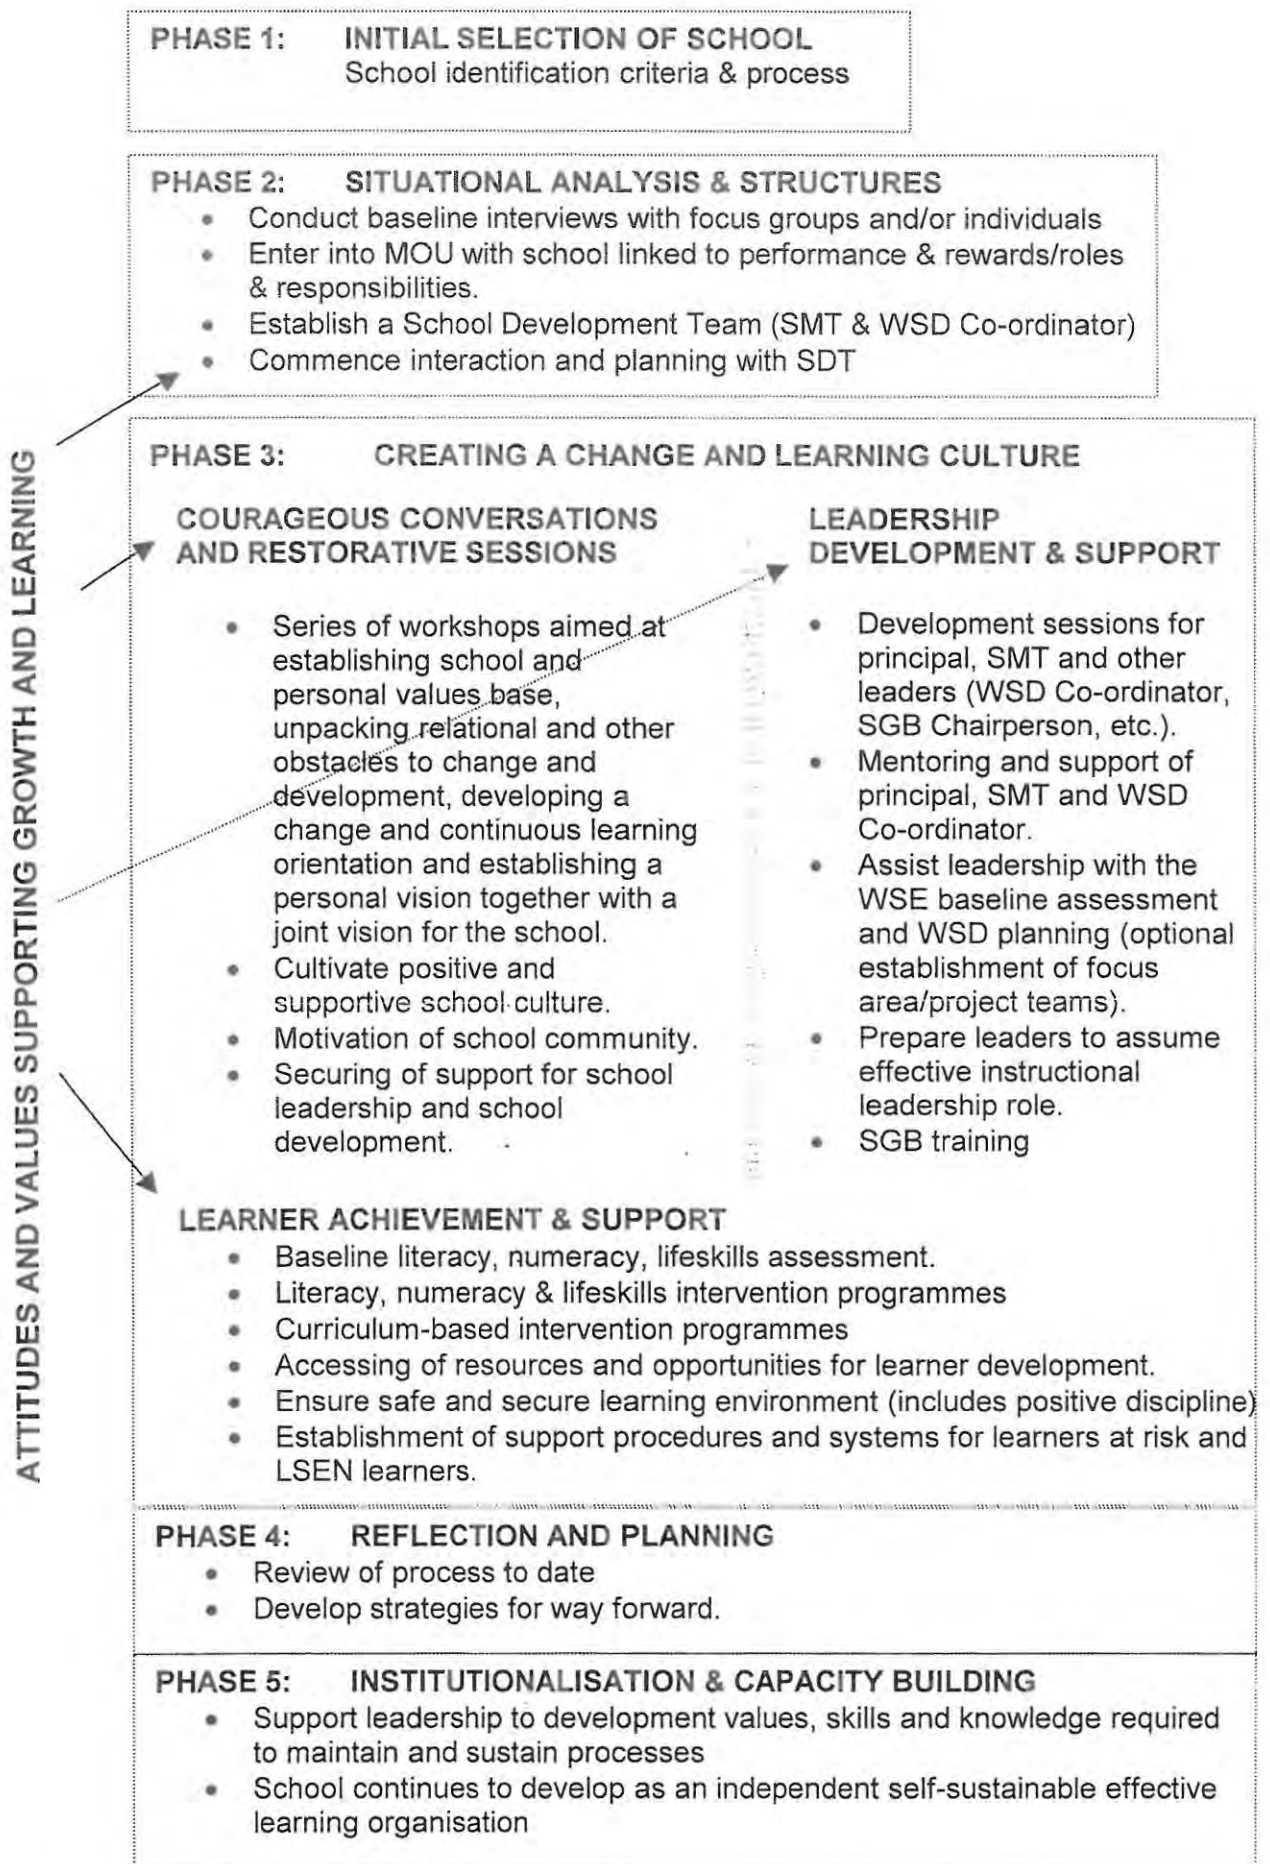 PHASE 1: INITIAL SELECTION OF SCHOOL
School identification criteria & process
PHASE 2: SITUATIONAL ANALYSIS & STRUCTURES
• Conduct baseline interviews with focus groups and/or individuals
• Enter into MOU with school linked to performance & rewards/roles
& responsibilities.
• Establish a School Development Team (SMT & WSD Co-ordinator)
• Commence interaction and planning with SDT
ATTITUDES AND VALUES SUPPORTING GROWTH AND LEARNING
PHASE 3: CREATING A CHANGE AND LEARNING CULTURE
COURAGEOUS CONVERSATIONS
AND RESTORATIVE SESSIONS
• Series of workshops aimed at
establishing school and
personal values base,
unpacking relational and other
obstacles to change and
development, developing a
change and continuous learning
orientation and establishing a
personal vision together with a
joint vision for the school.
• Cultivate positive and
supportive school culture.
• Motivation of school community.
• Securing of support for school
leadership and school
development.
LEADERSHIP
DEVELOPMENT & SUPPORT
• Development sessions for
principal, SMT and other
leaders (WSD Co-ordinator,
SGB Chairperson, etc.).
• Mentoring and support of
principal, SMT and WSD
Co-ordinator.
• Assist leadership with the
WSE baseline assessment
and WSD planning (optional
establishment of focus
area/project teams).
• Prepare leaders to assume
effective instructional
leadership role.
• SGB training
LEARNER ACHIEVEMENT & SUPPORT
• Baseline literacy, numeracy, lifeskills assessment.
• Literacy, numeracy & lifeskills intervention programmes
• Curriculum-based intervention programmes
• Accessing of resources and opportunities for learner development.
• Ensure safe and secure learning environment (includes positive discipline)
• Establishment of support procedures and systems for learners at risk and
LSEN learners.
PHASE 4: REFLECTION AND PLANNING
• Review of process to date
• Develop strategies for way forward.
PHASE 5: INSTITUTIONALISATION & CAPACITY BUILDING
• Support leadership to development values, skills and knowledge required
to maintain and sustain processes
• School continues to develop as an independent self-sustainable effective
learning organisation